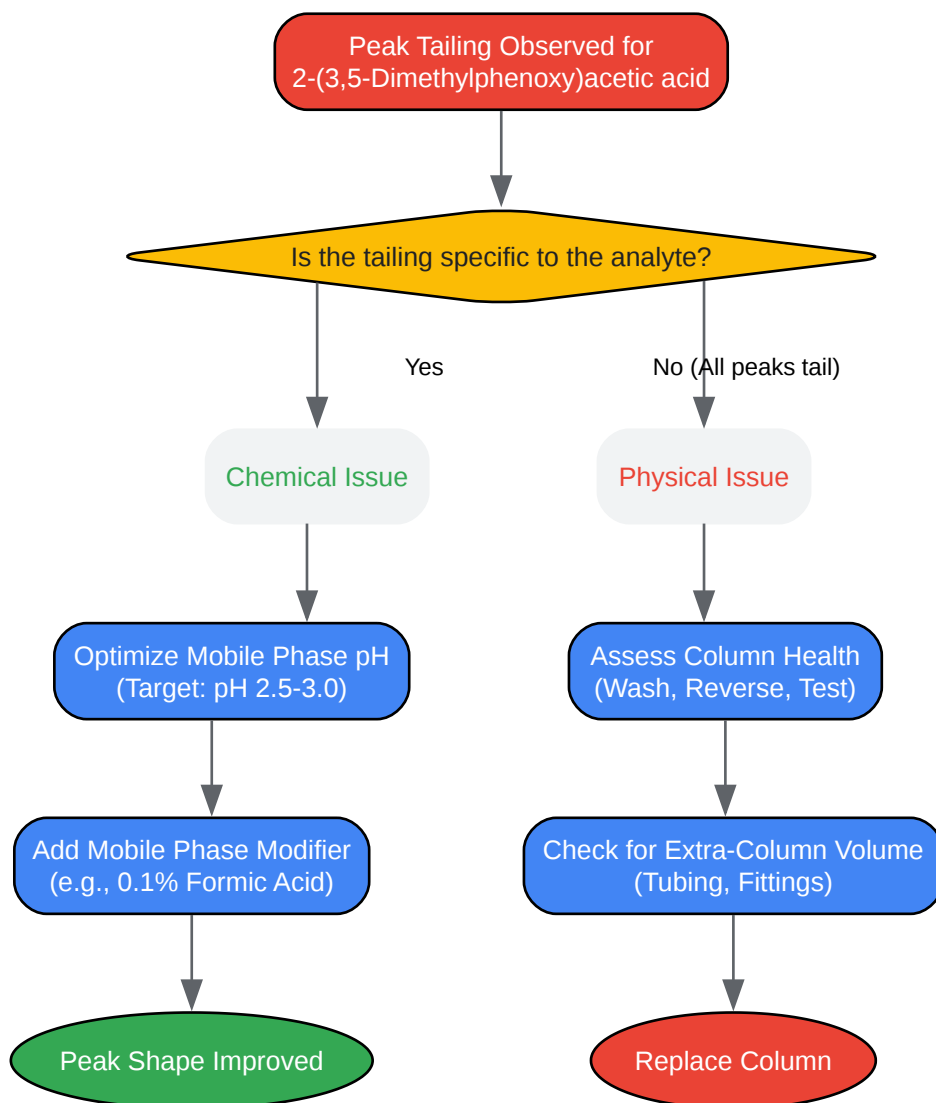 Peak Tailing Observed for
2-(3,5-Dimethylphenoxy)acetic acid
Is the tailing specific to the analyte?
Yes
No (All peaks tail)
Chemical Issue
Physical Issue
Optimize Mobile Phase pH
(Target: pH 2.5-3.0)
Assess Column Health
(Wash, Reverse, Test)
Add Mobile Phase Modifier
(e.g., 0.1% Formic Acid)
Check for Extra-Column Volume
(Tubing, Fittings)
Peak Shape Improved
Replace Column